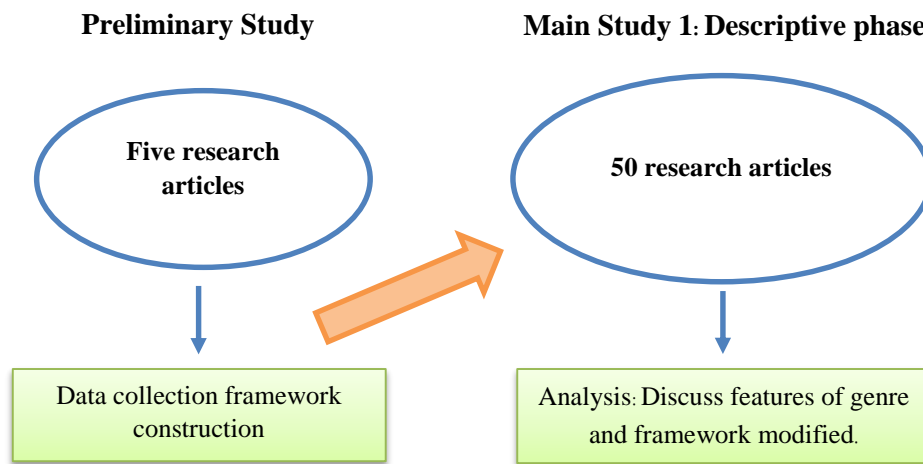 Preliminary Study
Five research
articles
Data collection framework
construction
Main Study 1: Descriptive phase
50 research articles
Analysis: Discuss features of genre
and framework modified.